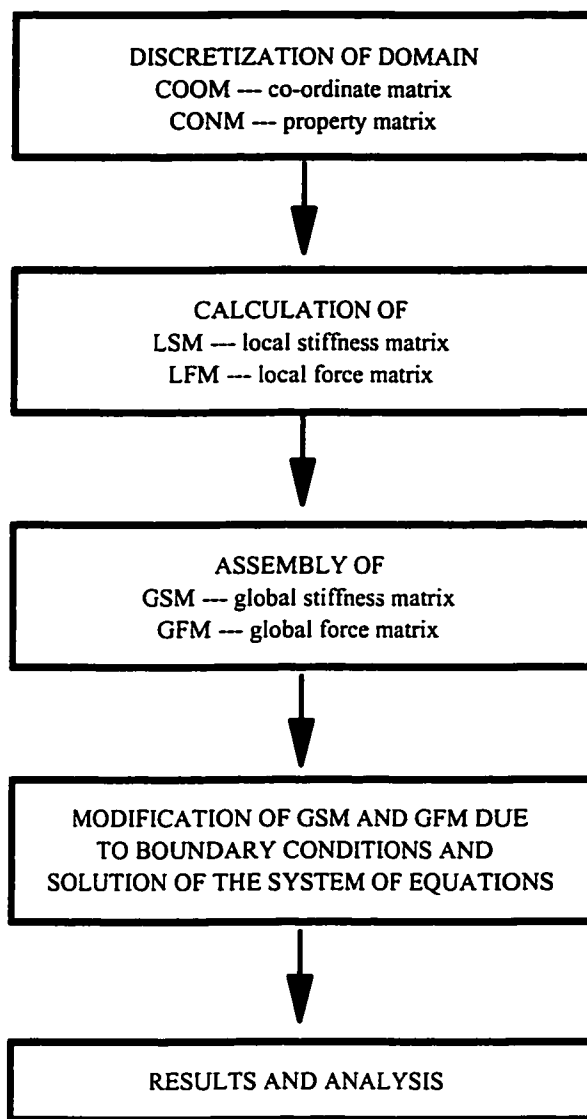 DISCRETIZATION OF DOMAIN
COOM --- co-ordinate matrix
CONM --- property matrix
CALCULATION OF
LSM --- local stiffness matrix
LFM --- local force matrix
ASSEMBLY OF
GSM --- global stiffness matrix
GFM --- global force matrix
MODIFICATION OF GSM AND GFM DUE
TO BOUNDARY CONDITIONS AND
SOLUTION OF THE SYSTEM OF EQUATIONS
RESULTS AND ANALYSIS